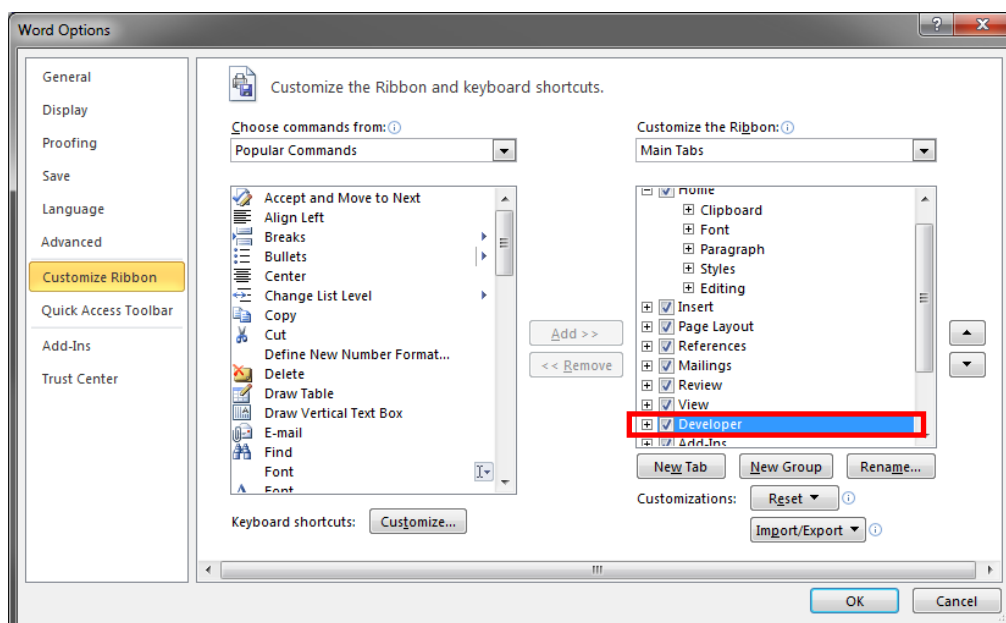 Word Options
General
Display
Proofing
Save
Language
Advanced
Customize Ribbon
Quick Access Toolbar
Add-Ins
Trust Center
Customize the Ribbon and keyboard shortcuts.
Choose commands from:
Popular Commands
Accept and Move to Next
Align Left
Breaks
Bullets
Center
Change List Level
Copy
Cut
Define New Number Format...
Delete
Draw Table
Draw Vertical Text Box
E-mail
Find
Font
Font
Keyboard shortcuts: Customize...
Add >>
<< Remove
Customize the Ribbon:
Main Tabs
Home
Clipboard
Font
Paragraph
Styles
Editing
Insert
Page Layout
References
Mailings
Review
View
Developer
Add-Ins
New Tab New Group Rename...
Customizations: Reset
Import/Export
OK Cancel